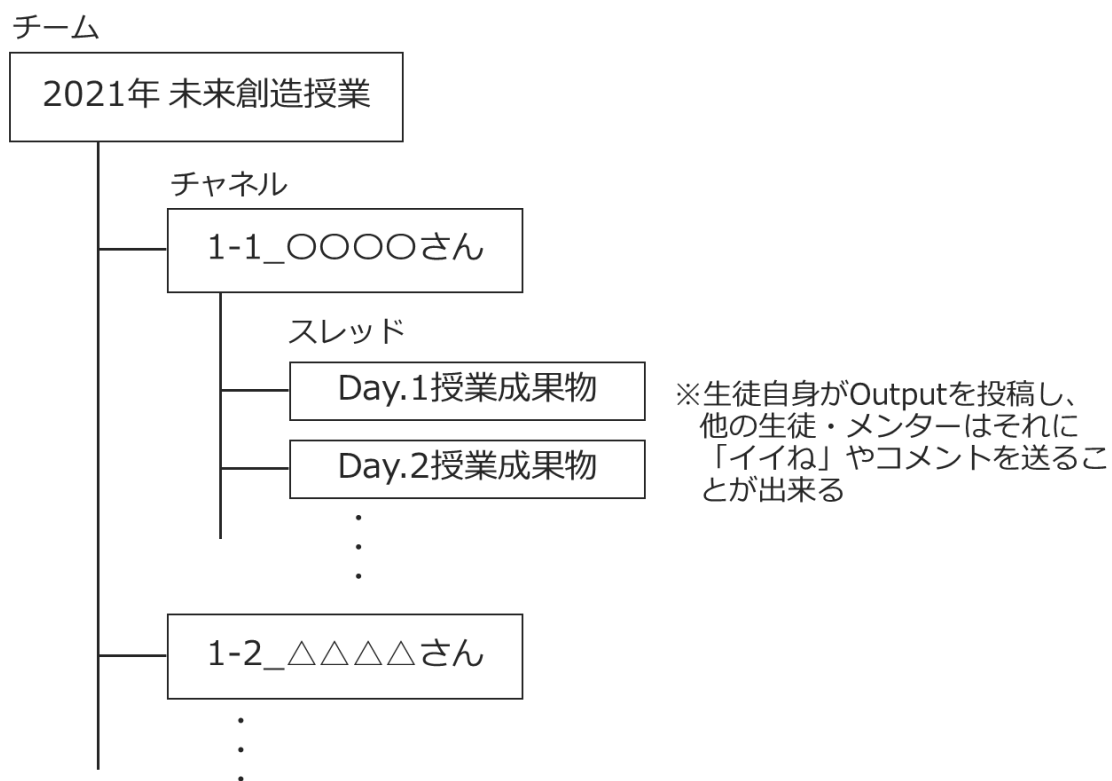 チーム
2021年 未来創造授業
チャネル
1-1_〇〇〇〇さん
スレッド
Day.1授業成果物
Day.2授業成果物
※生徒自身がOutputを投稿し、
他の生徒・メンターはそれに
「イイね」やコメントを送るこ
とが出来る
・
・
・
1-2_△△△△さん
・
・
・